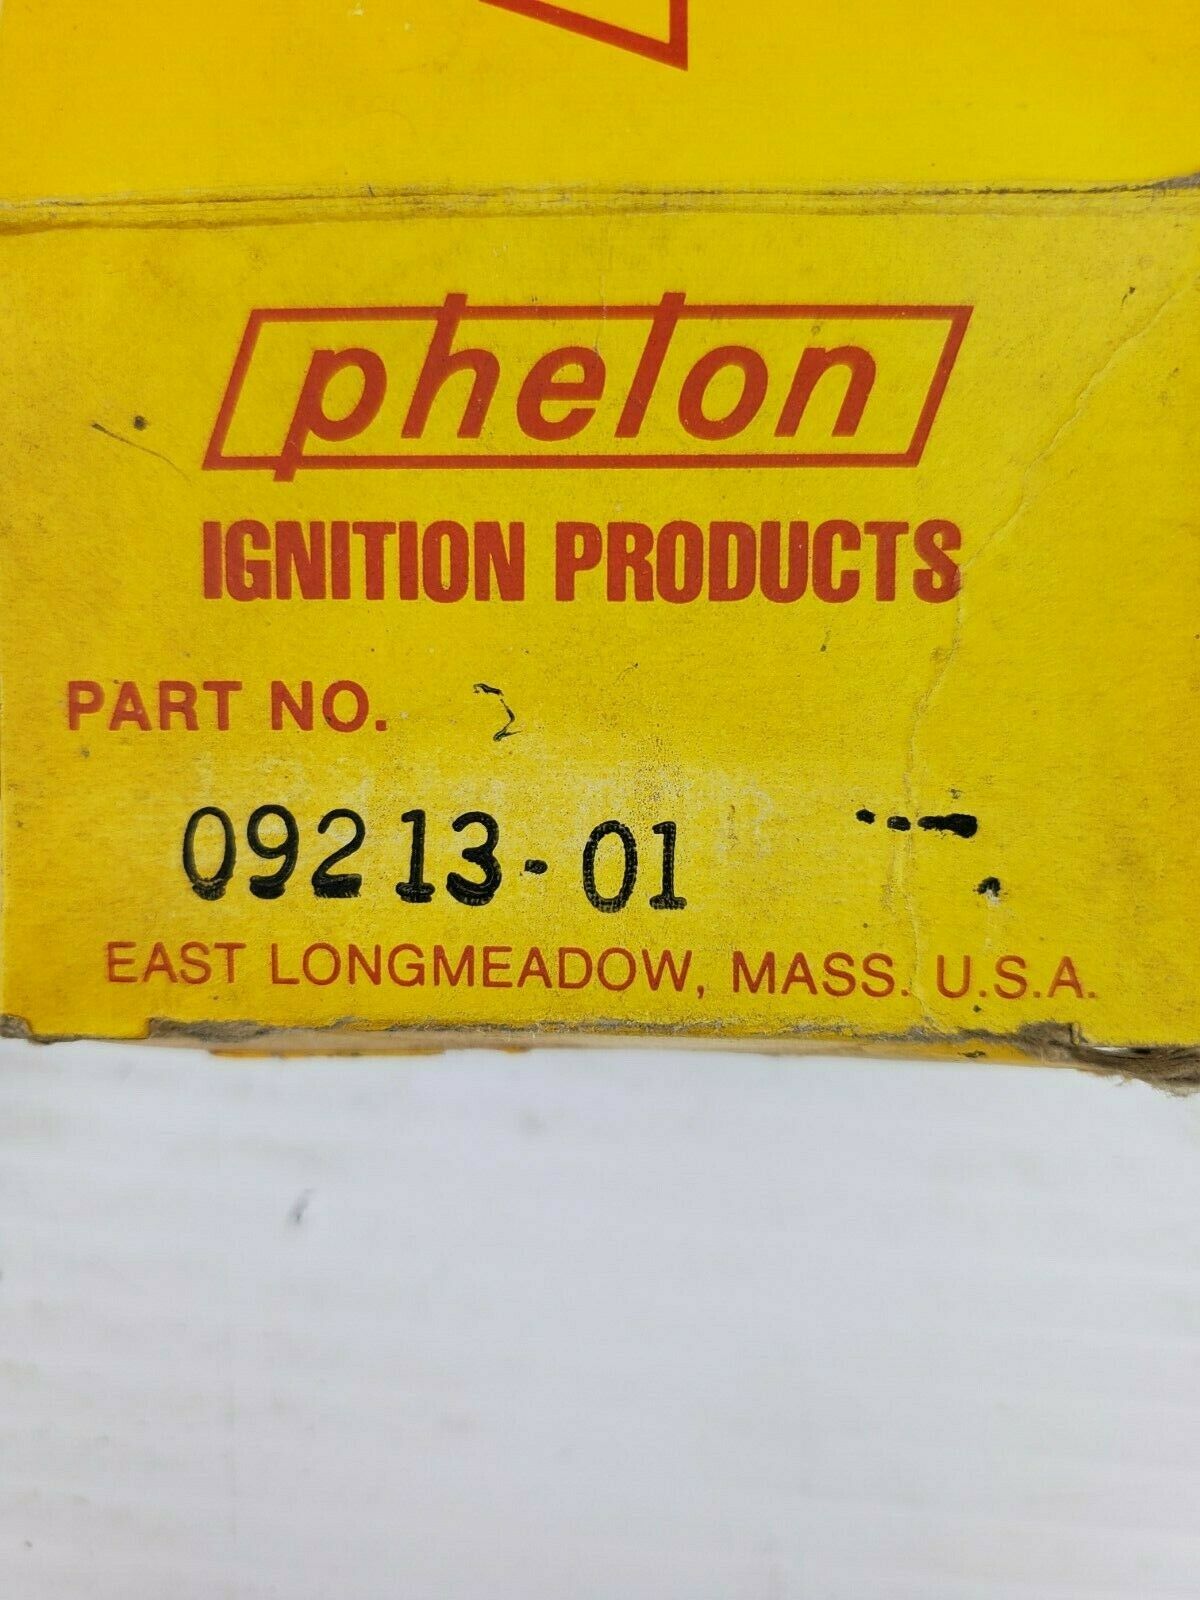 phelon
IGNITION PRODUCTS
PART NO.
09213-01
EAST LONGMEADOW, MASS. U.S.A.